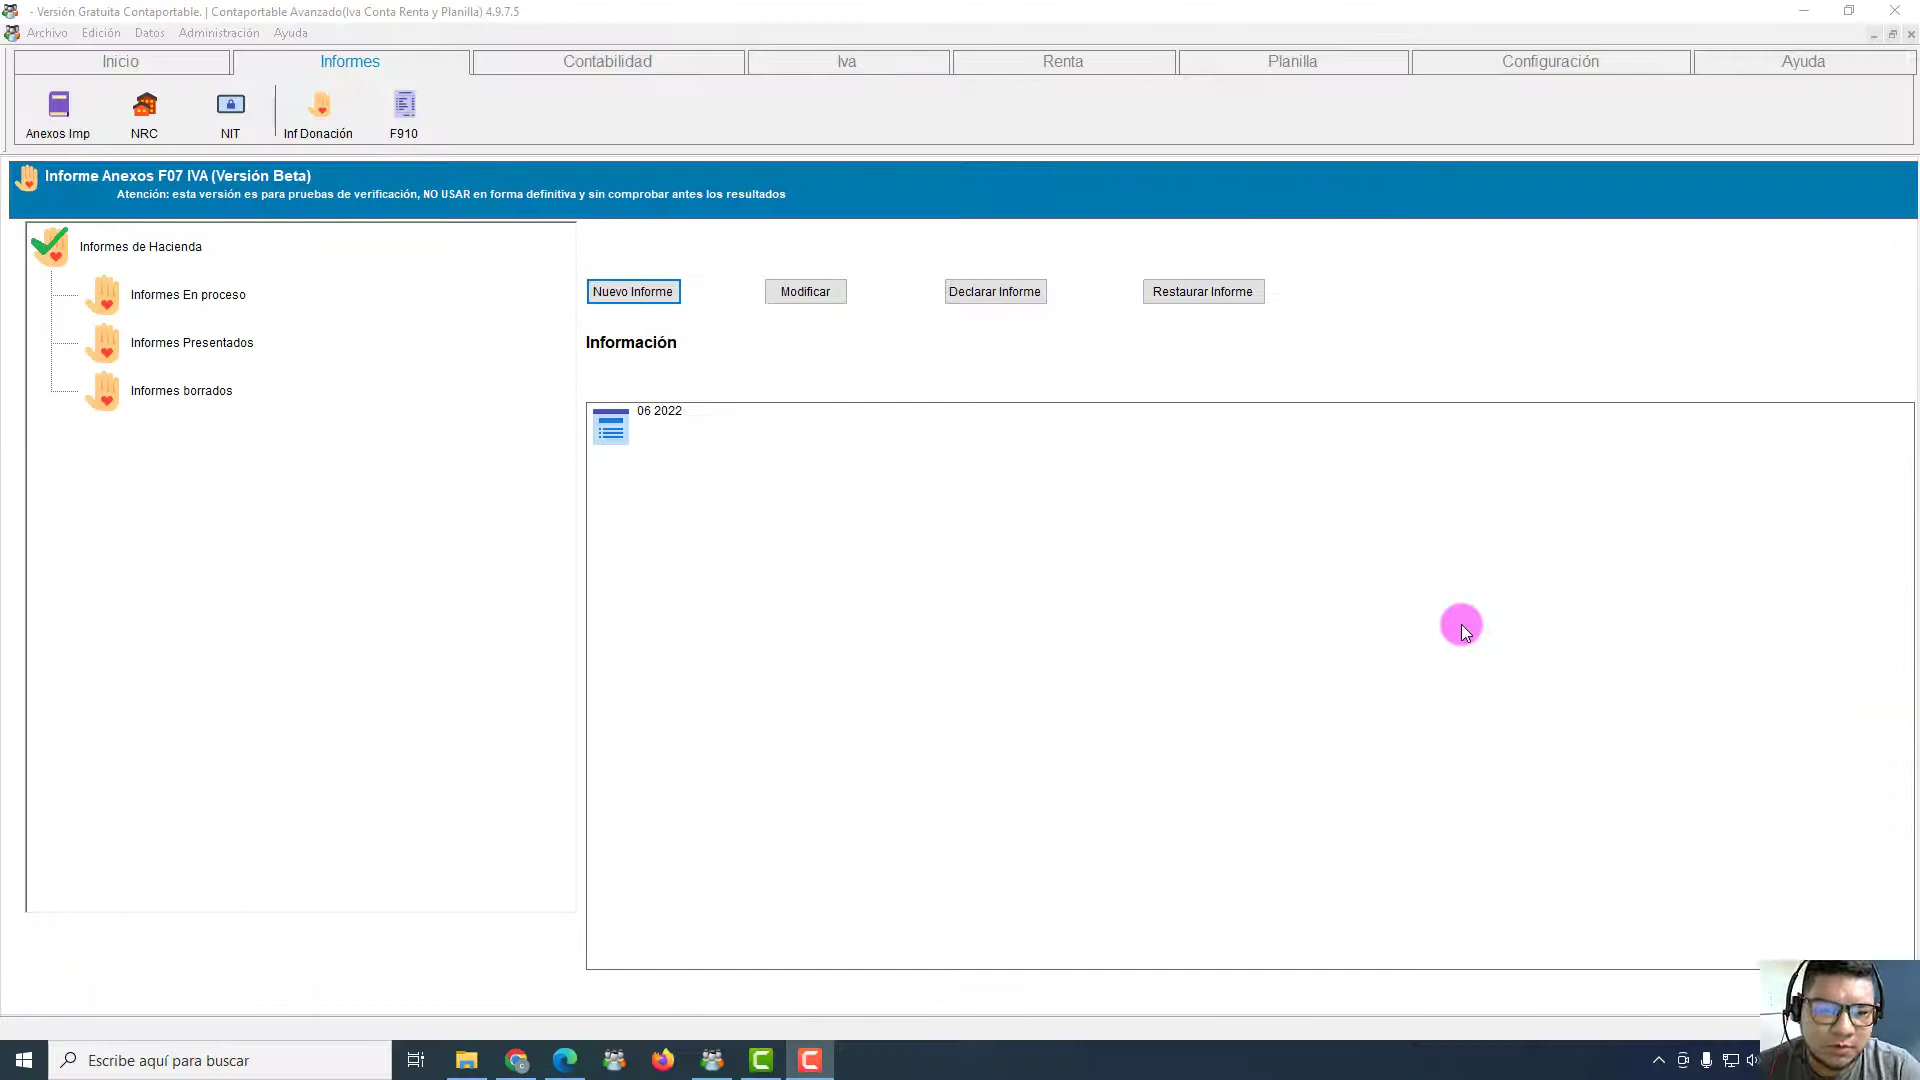 - Versión Gratuita Contaportable. | Contaportable Avanzado(Iva Conta Renta y Planilla) 4.9.7.5
Archivo Edición Datos Administración Ayuda
Inicio Informes Contabilidad Iva Renta Planilla Configuración Ayuda
Anexos Imp NRC NIT Inf Donación F910
Informe Anexos F07 IVA (Versión Beta)
Atención: esta versión es para pruebas de verificación, NO USAR en forma definitiva y sin comprobar antes los resultados
Informes de Hacienda
Informes En proceso
Informes Presentados
Informes borrados
Nuevo Informe Modificar Declarar Informe Restaurar Informe
Información
06 2022
Escribe aquí para buscar